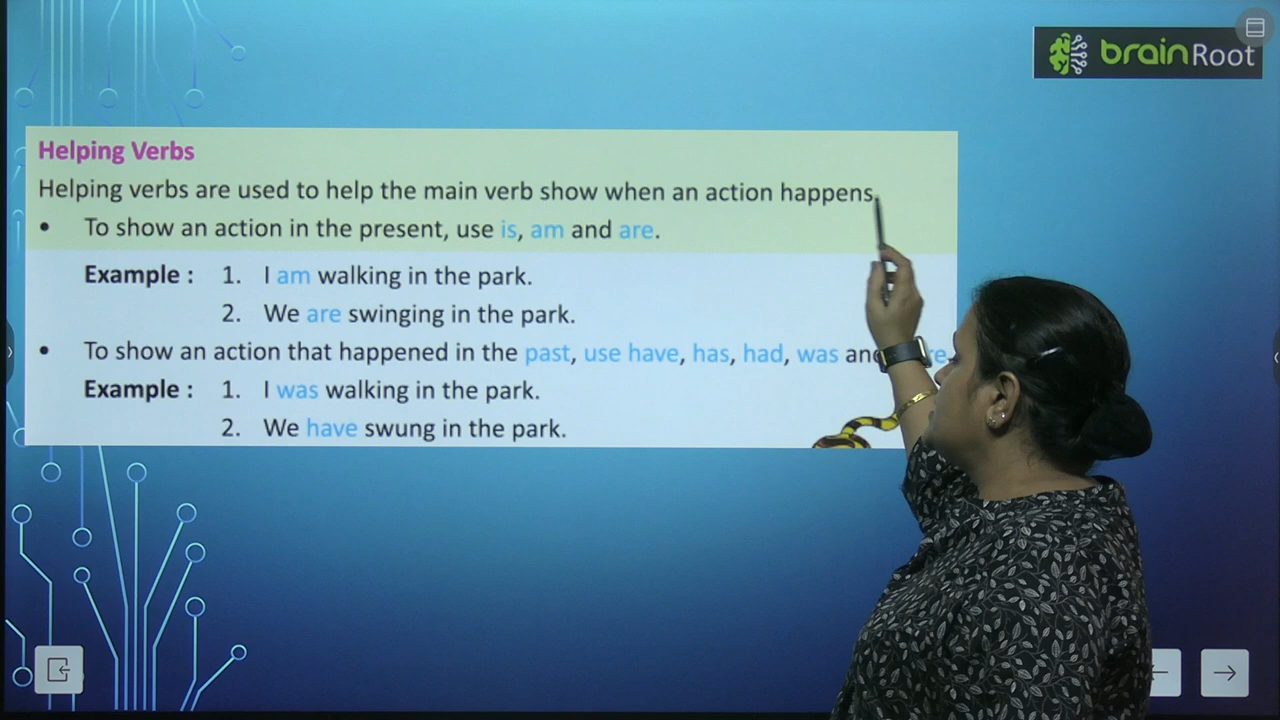 brainRoot
Helping Verbs
Helping verbs are used to help the main verb show when an action happens.
• To show an action in the present, use is, am and are.
Example : 1. I am walking in the park.
2. We are swinging in the park.
• To show an action that happened in the past, use have, has, had, was and
Example : 1. I was walking in the park.
2. We have swung in the park.